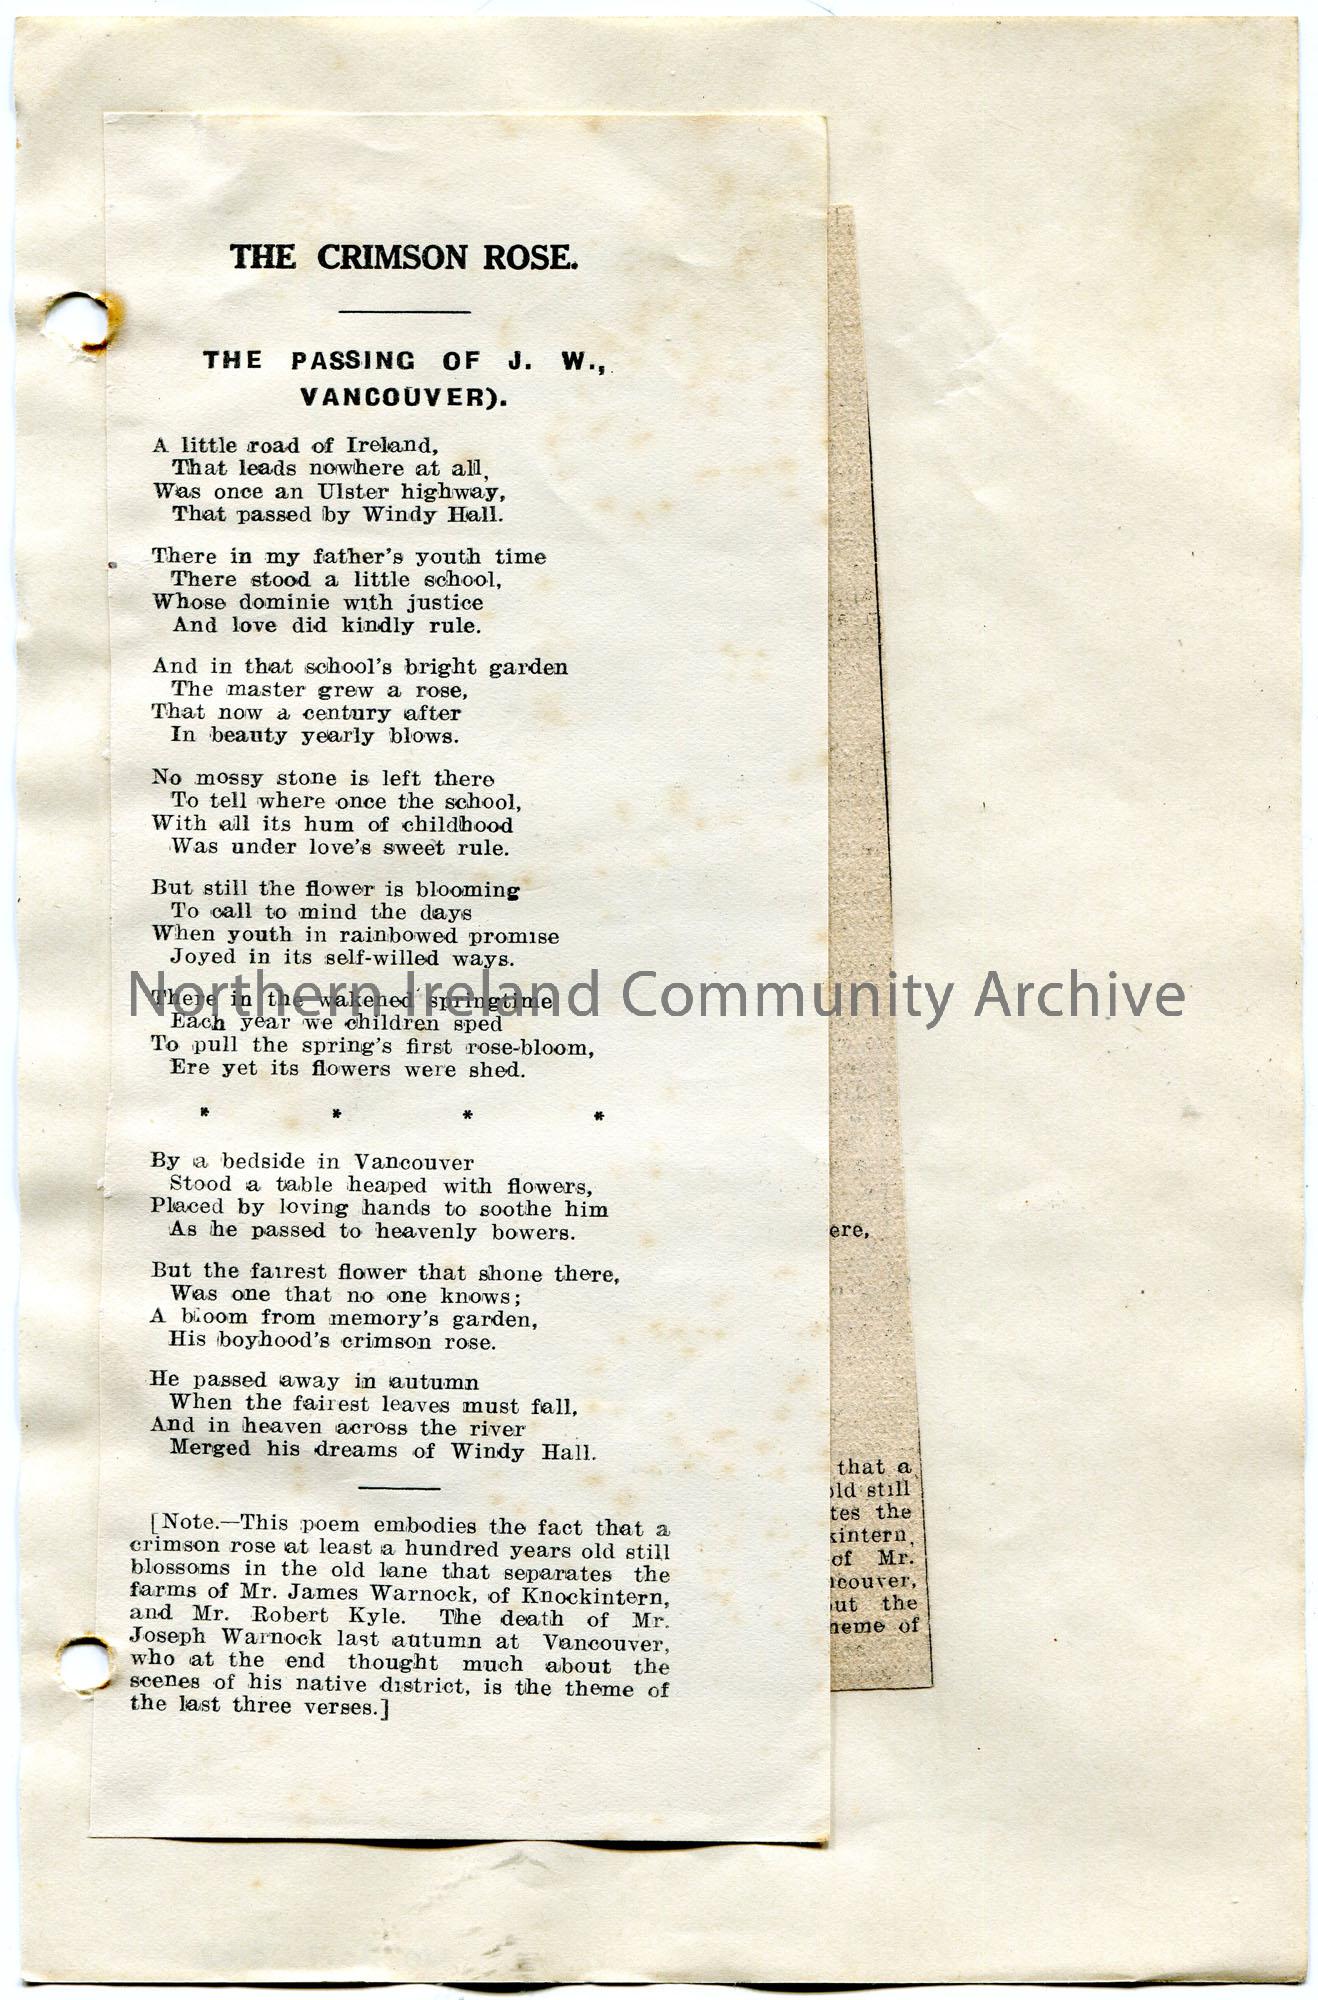 THE CRIMSON ROSE.
THE PASSING OF J. W.,
VANCOUVER).
A little road of Ireland,
That leads nowhere at all,
Was once an Ulster highway,
That passed by Windy Hall.
There in my father's youth time
There stood a little school,
Whose dominie with justice
And love did kindly rule.
And in that school's bright garden
The master grew a rose,
That now a century after
In beauty yearly blows.
No mossy stone is left there
To tell where once the school,
With all its hum of childhood
Was under love's sweet rule.
But still the flower is blooming
To call to mind the days
When youth in rainbowed promise
Joyed in its self-willed ways.
Northern Ireland Community Archive
There in the wakened springtime
Each year we children sped
To pull the spring's first rose-bloom,
Ere yet its flowers were shed.
* * * *
By a bedside in Vancouver
Stood a table heaped with flowers,
Placed by loving hands to soothe him
As he passed to heavenly bowers.
But the fairest flower that shone there,
Was one that no one knows;
A bloom from memory's garden,
His boyhood's crimson rose.
He passed away in autumn
When the fairest leaves must fall,
And in heaven across the river
Merged his dreams of Windy Hall.
[Note.—This poem embodies the fact that a
crimson rose at least a hundred years old still
blossoms in the old lane that separates the
farms of Mr. James Warnock, of Knockintern,
and Mr. Robert Kyle. The death of Mr.
Joseph Warnock last autumn at Vancouver,
who at the end thought much about the
scenes of his native district, is the theme of
the last three verses.]
ere,
that a
old still
tes the
kintern,
of Mr.
ncouver,
out the
heme of